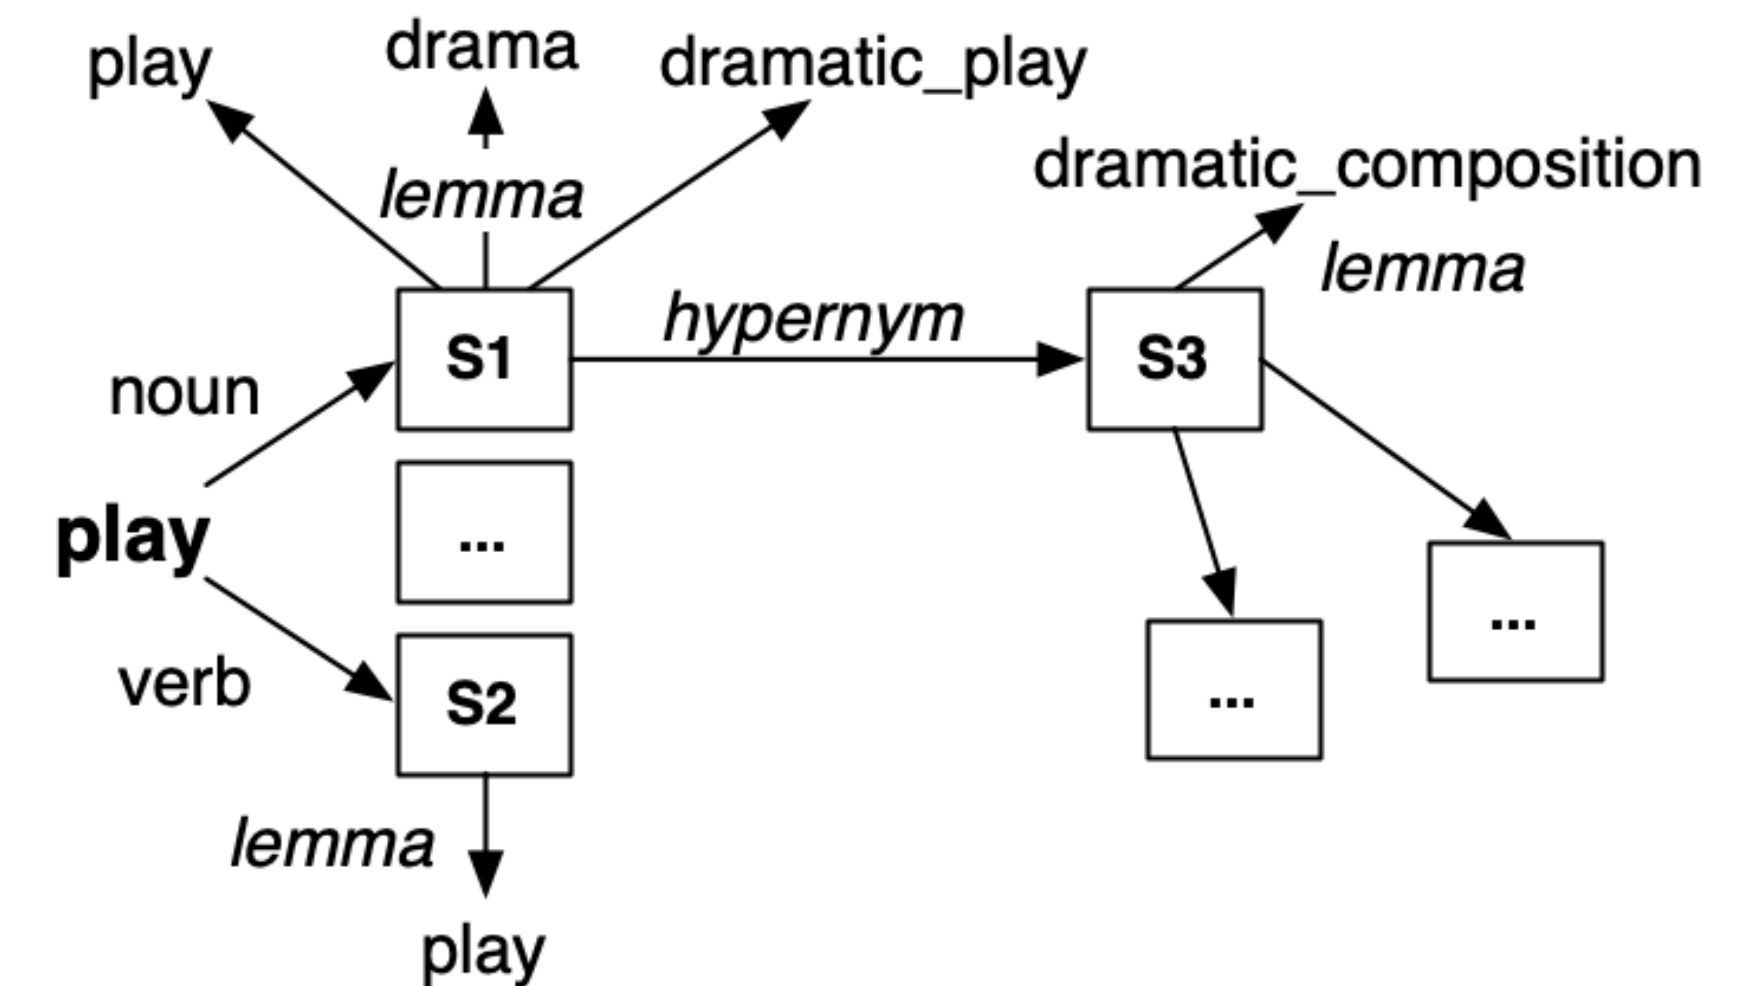 play
drama
dramatic_play
lemma
dramatic_composition
lemma
hypernym
S1
S3
noun
play
...
verb
S2
...
...
lemma
play